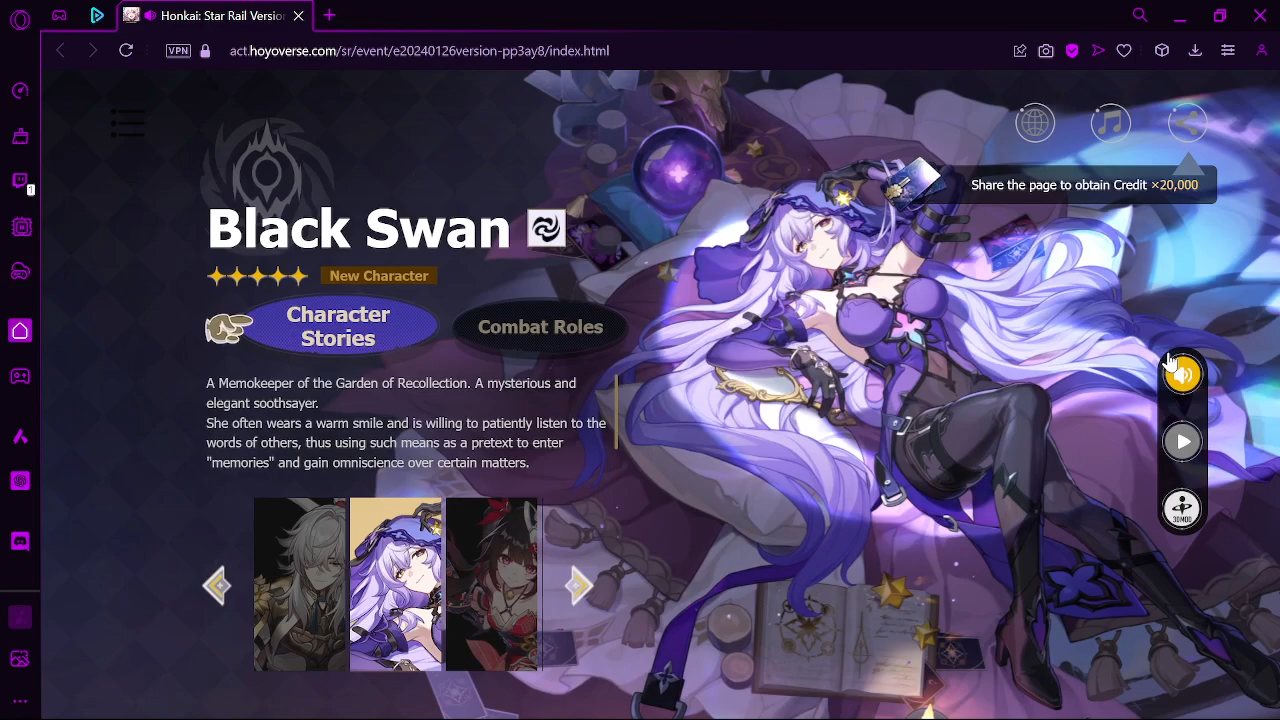 Honkai: Star Rail Versio
VPN
act.hoyoverse.com/sr/event/e20240126version-pp3ay8/index.html
1
Share the page to obtain Credit ×20,000
Black Swan
New Character
Character
Stories
Combat Roles
A Memokeeper of the Garden of Recollection. A mysterious and
elegant soothsayer.
She often wears a warm smile and is willing to patiently listen to the
words of others, thus using such means as a pretext to enter
"memories" and gain omniscience over certain matters.
3DMOD